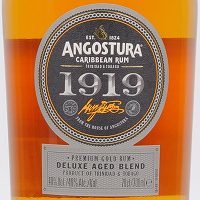 EST. 1824
ANGOSTURA
CARIBBEAN RUM
TRINIDAD & TOBAGO
1919
FROM THE HOUSE OF ANGOSTURA
PREMIUM GOLD RUM
DELUXE AGED BLEND
PRODUCT OF TRINIDAD & TOBAGO